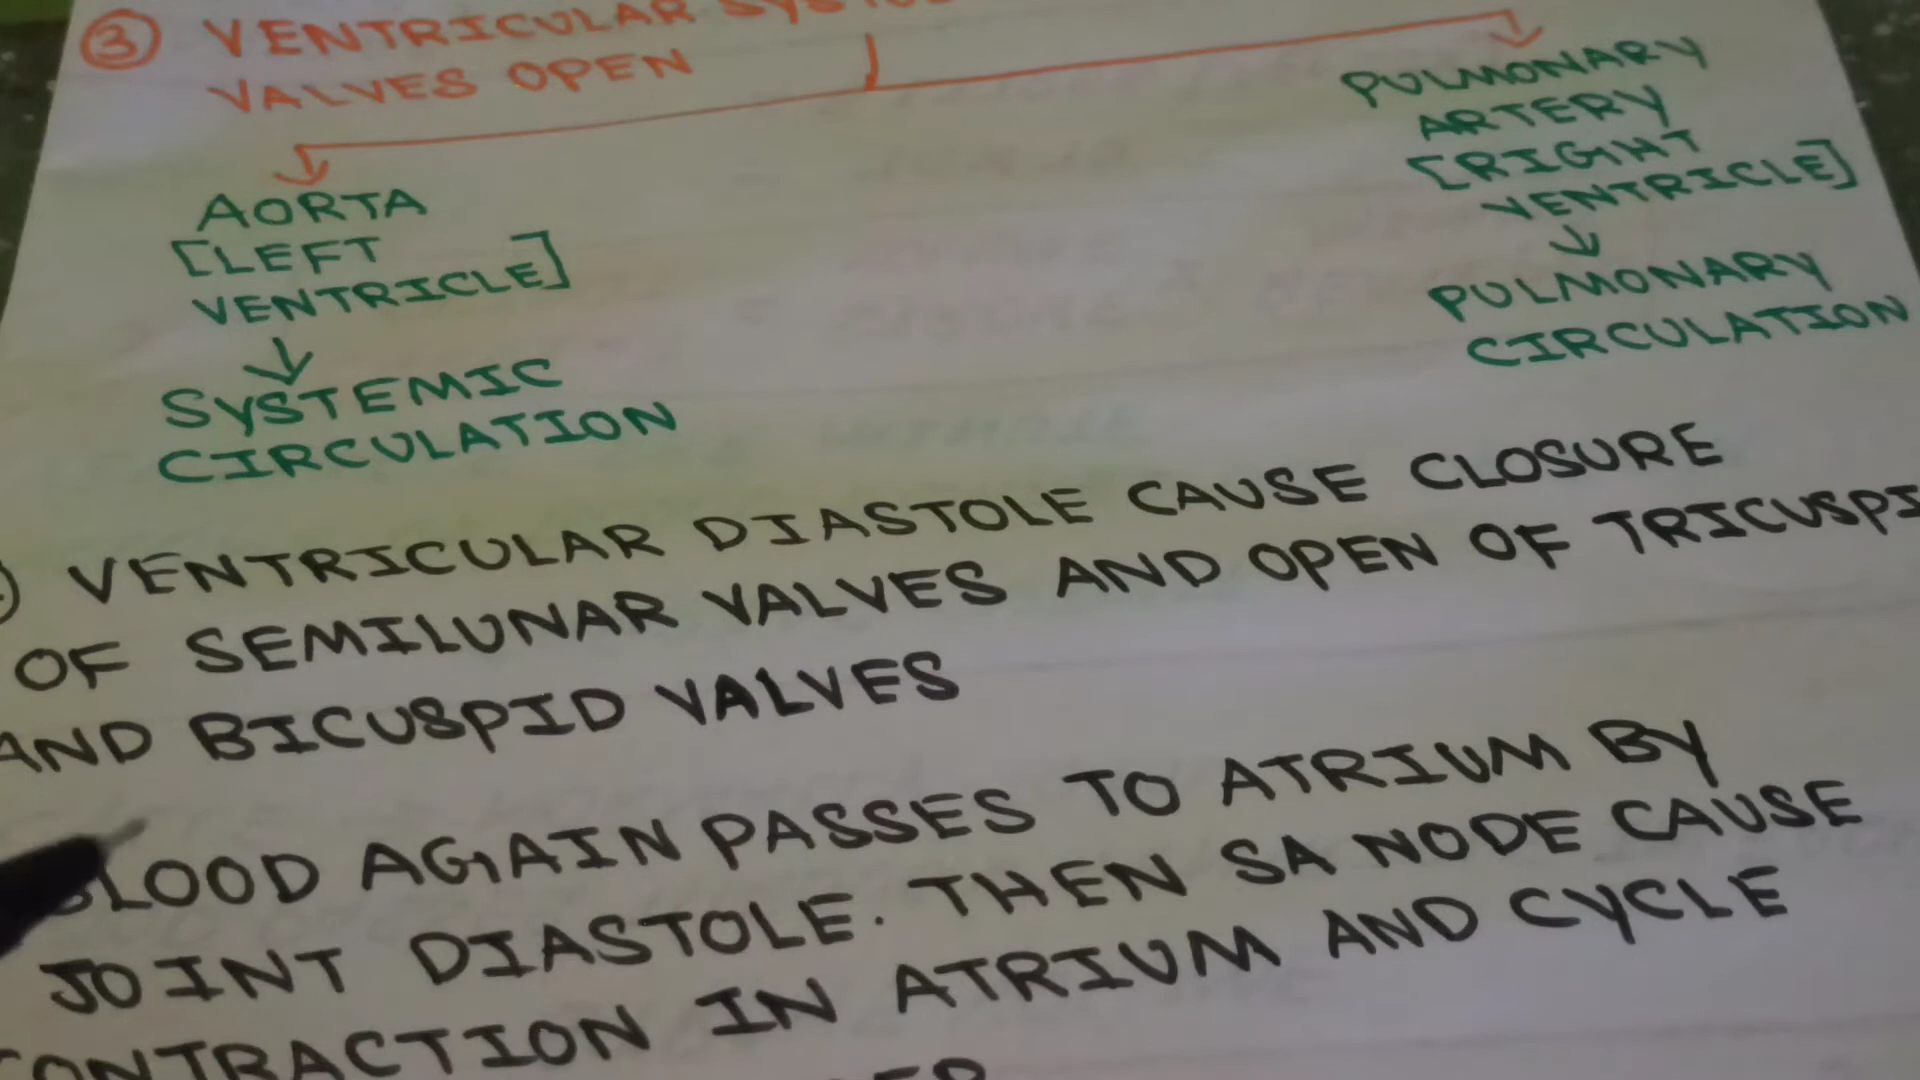 ③ VENTRICULAR
VALVES OPEN
AORTA
[LEFT
VENTRICLE]
SYSTEMIC
CIRCULATION
PULMONARY
ARTERY
[RIGHT
VENTRICLE]
PULMONARY
CIRCULATION
VENTRICULAR DIASTOLE CAUSE CLOSURE
OF SEMILUNAR VALVES AND OPEN OF TRICUSPI
AND BICUSPID VALVES
BLOOD AGAIN PASSES TO ATRIUM BY
JOINT DIASTOLE. THEN SA NODE CAUSE
CONTRACTION IN ATRIUM AND CYCLE